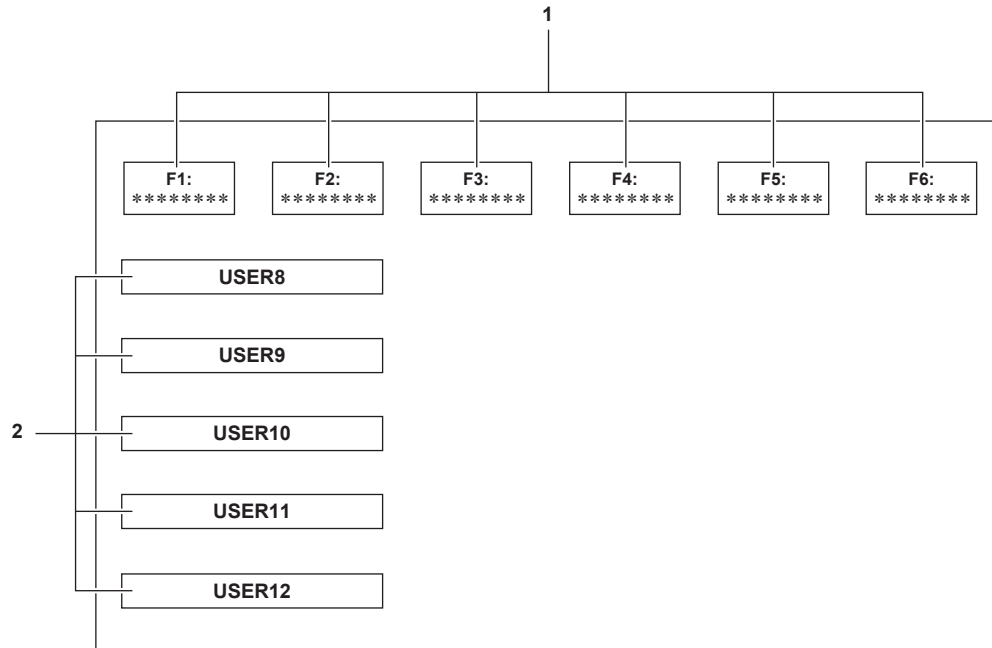 1
F1: F2: F3: F4: F5: F6:
******** ******** ******** ******** ******** ********
USER8
USER9
2 USER10
USER11
USER12